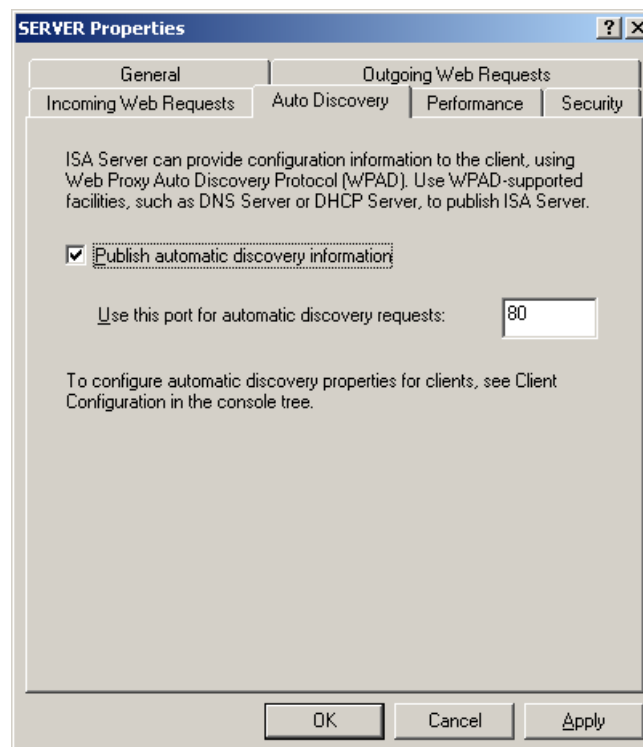 SERVER Properties
General
Outgoing Web Requests
Incoming Web Requests
Auto Discovery
Performance
Security
ISA Server can provide configuration information to the client, using
Web Proxy Auto Discovery Protocol (WPAD). Use WPAD-supported
facilities, such as DNS Server or DHCP Server, to publish ISA Server.
Publish automatic discovery information
Use this port for automatic discovery requests: 80
To configure automatic discovery properties for clients, see Client
Configuration in the console tree.
OK
Cancel
Apply